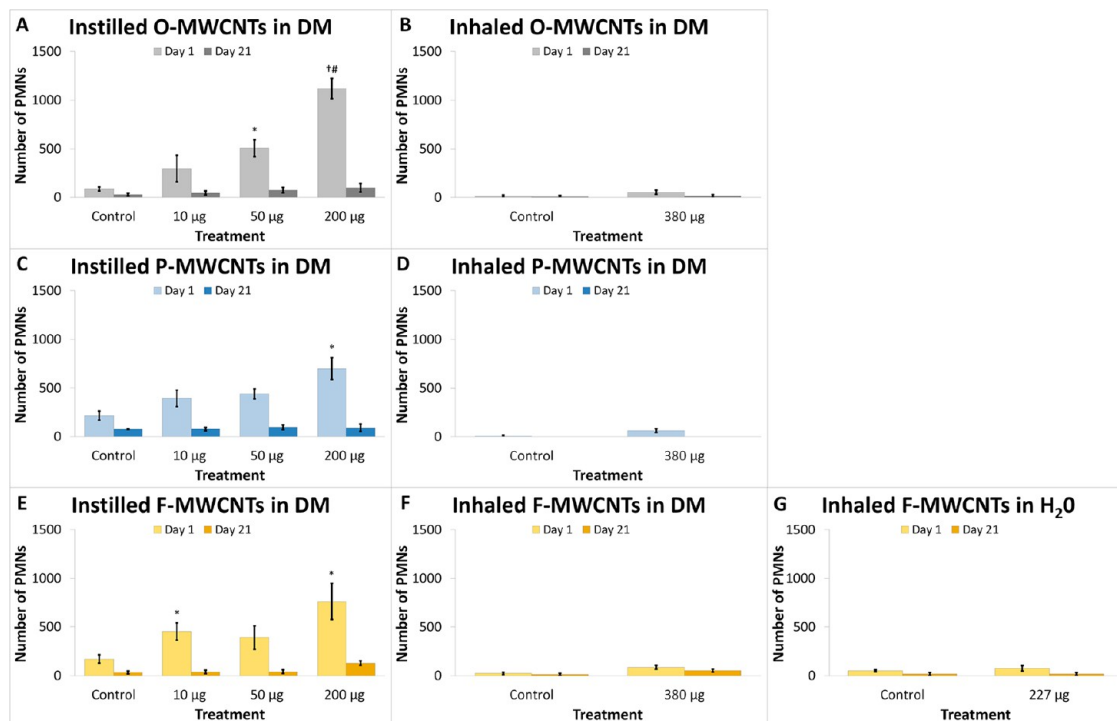 A Instilled O-MWCNTs in DM
Day 1 Day 21
Number of PMNs
1500
1000
500
0
*
†#
Control 10 µg 50 µg 200 µg
Treatment
B Inhaled O-MWCNTs in DM
Day 1 Day 21
Number of PMNs
1500
1000
500
0
Control 380 µg
Treatment
C Instilled P-MWCNTs in DM
Day 1 Day 21
Number of PMNs
1500
1000
500
0
*
Control 10 µg 50 µg 200 µg
Treatment
D Inhaled P-MWCNTs in DM
Day 1 Day 21
Number of PMNs
1500
1000
500
0
Control 380 µg
Treatment
E Instilled F-MWCNTs in DM
Day 1 Day 21
Number of PMNs
1500
1000
500
0
*
*
Control 10 µg 50 µg 200 µg
Treatment
F Inhaled F-MWCNTs in DM
Day 1 Day 21
Number of PMNs
1500
1000
500
0
Control 380 µg
Treatment
G Inhaled F-MWCNTs in H₂0
Day 1 Day 21
Number of PMNs
1500
1000
500
0
Control 227 µg
Treatment